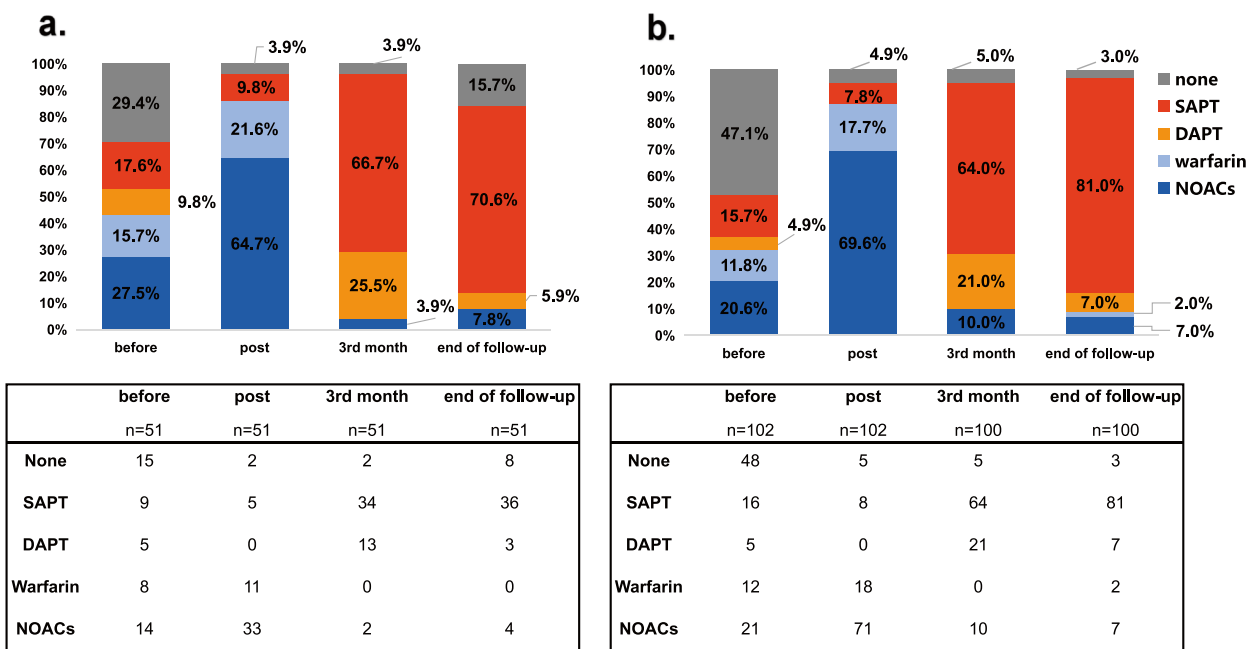 a.
3.9%
3.9%
100%
90%
80%
70%
60%
50%
40%
30%
20%
10%
0%
29.4%
17.6%
9.8%
15.7%
27.5%
9.8%
21.6%
64.7%
66.7%
25.5%
3.9%
15.7%
70.6%
5.9%
7.8%
before post 3rd month end of follow-up
before post 3rd month end of follow-up
n=51 n=51 n=51 n=51
None 15 2 2 8
SAPT 9 5 34 36
DAPT 5 0 13 3
Warfarin 8 11 0 0
NOACs 14 33 2 4
b.
4.9%
5.0%
3.0%
100%
90%
80%
70%
60%
50%
40%
30%
20%
10%
0%
47.1%
15.7%
4.9%
11.8%
20.6%
7.8%
17.7%
69.6%
64.0%
21.0%
10.0%
81.0%
7.0%
2.0%
7.0%
before post 3rd month end of follow-up
none
SAPT
DAPT
warfarin
NOACs
before post 3rd month end of follow-up
n=102 n=102 n=100 n=100
None 48 5 5 3
SAPT 16 8 64 81
DAPT 5 0 21 7
Warfarin 12 18 0 2
NOACs 21 71 10 7